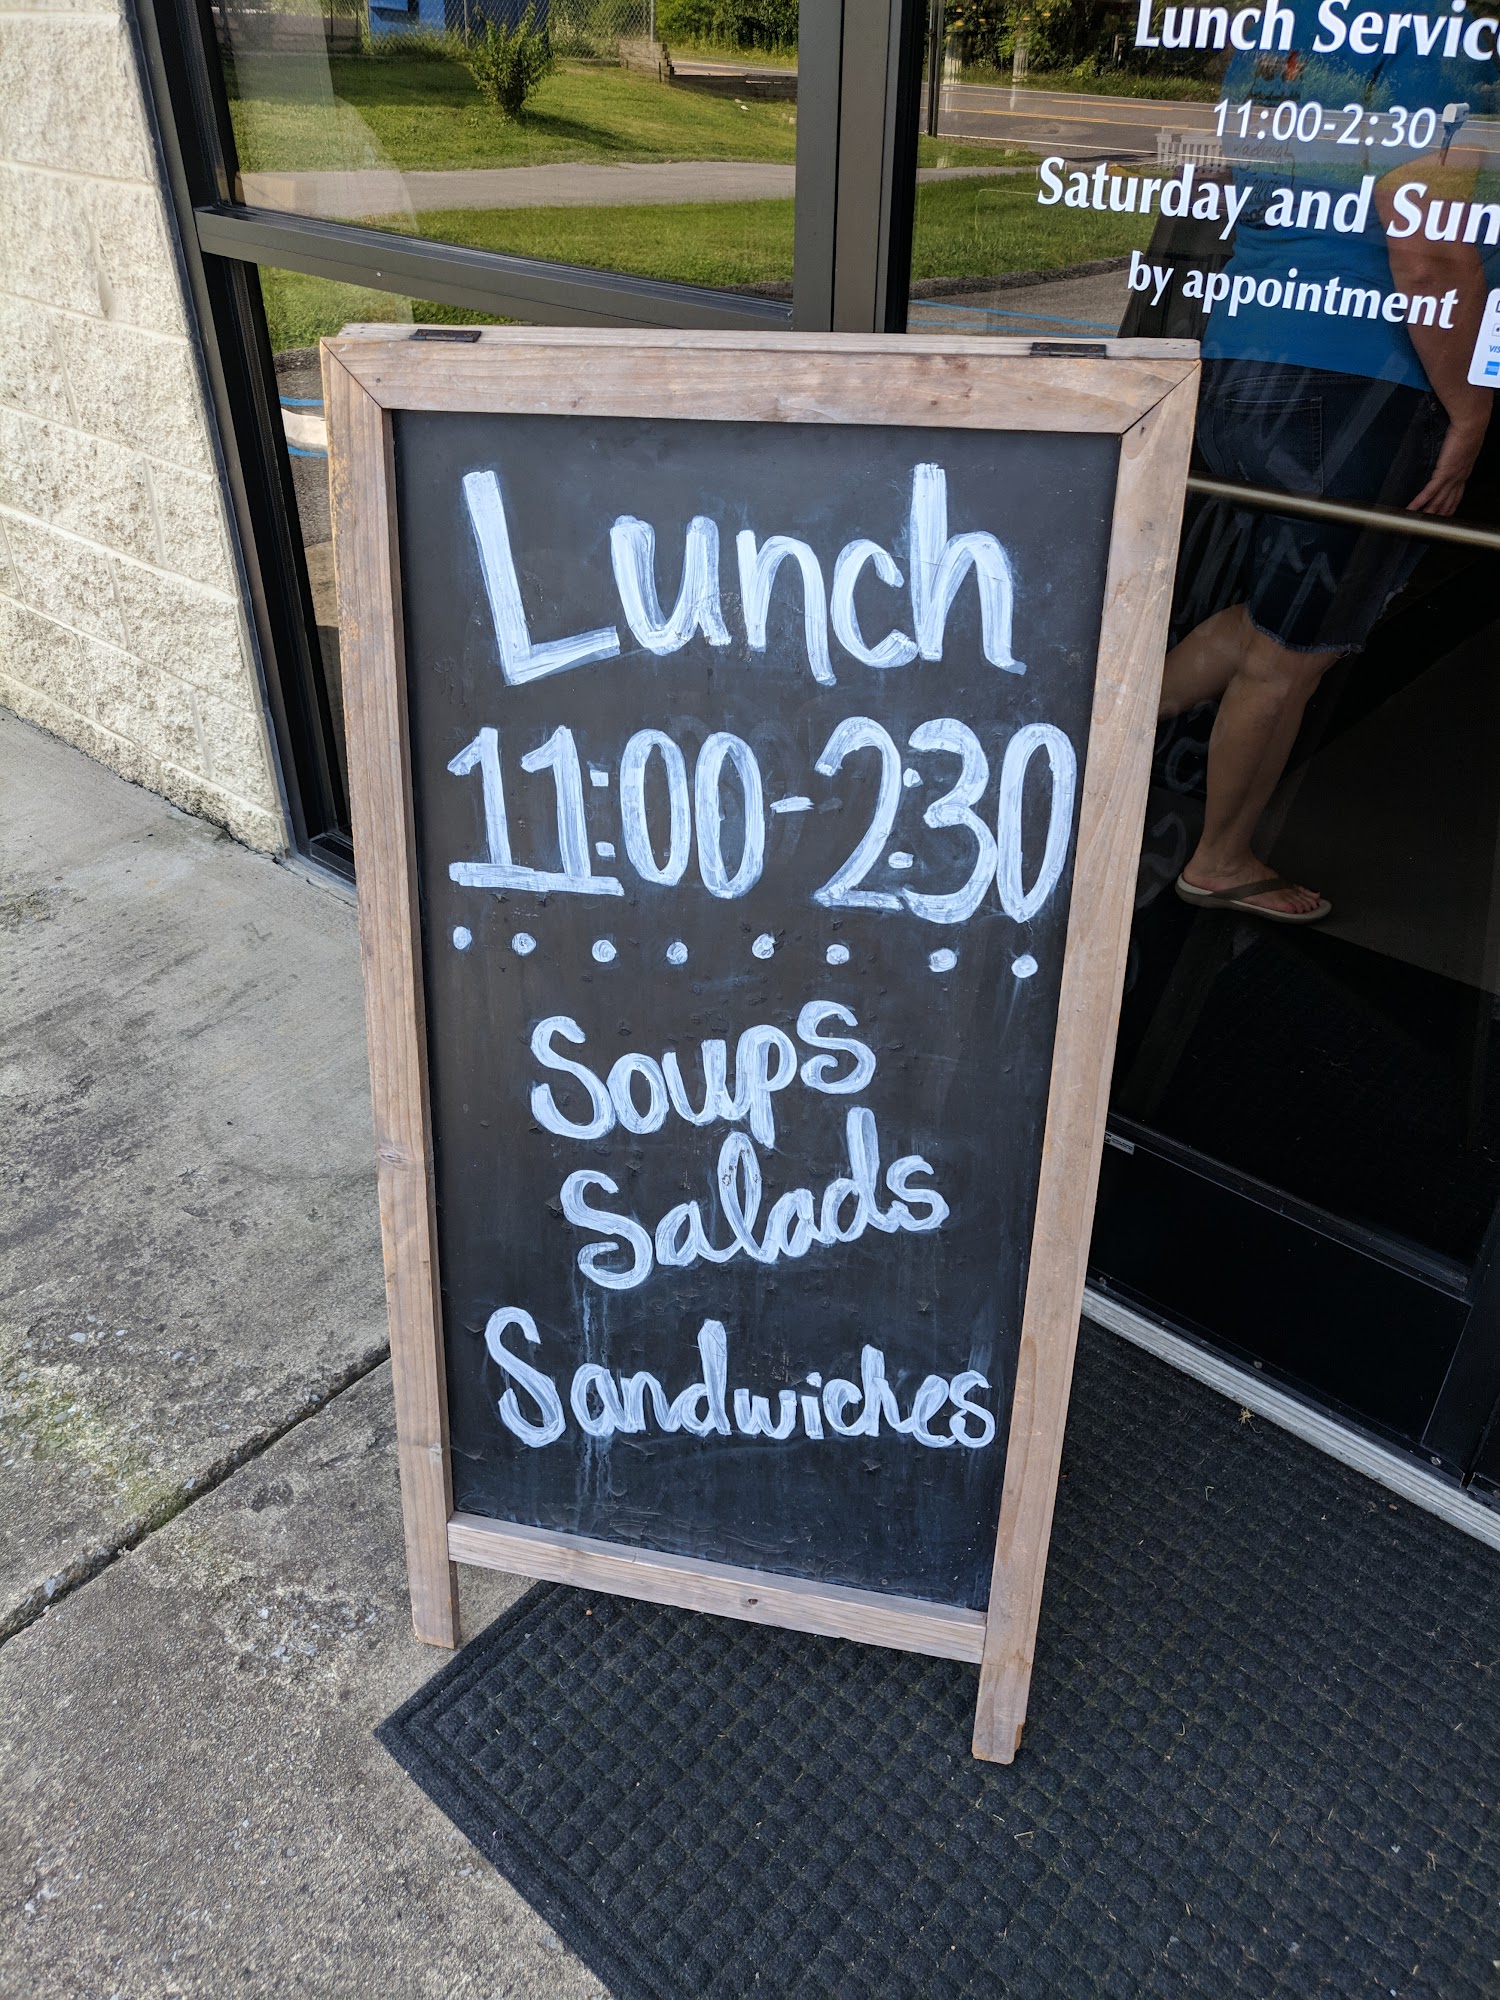 Lunch Servic
11:00-2:30
Saturday and Sun
by appointment
VIS
Lunch
11:00-2:30
Soups
Salads
Sandwiches